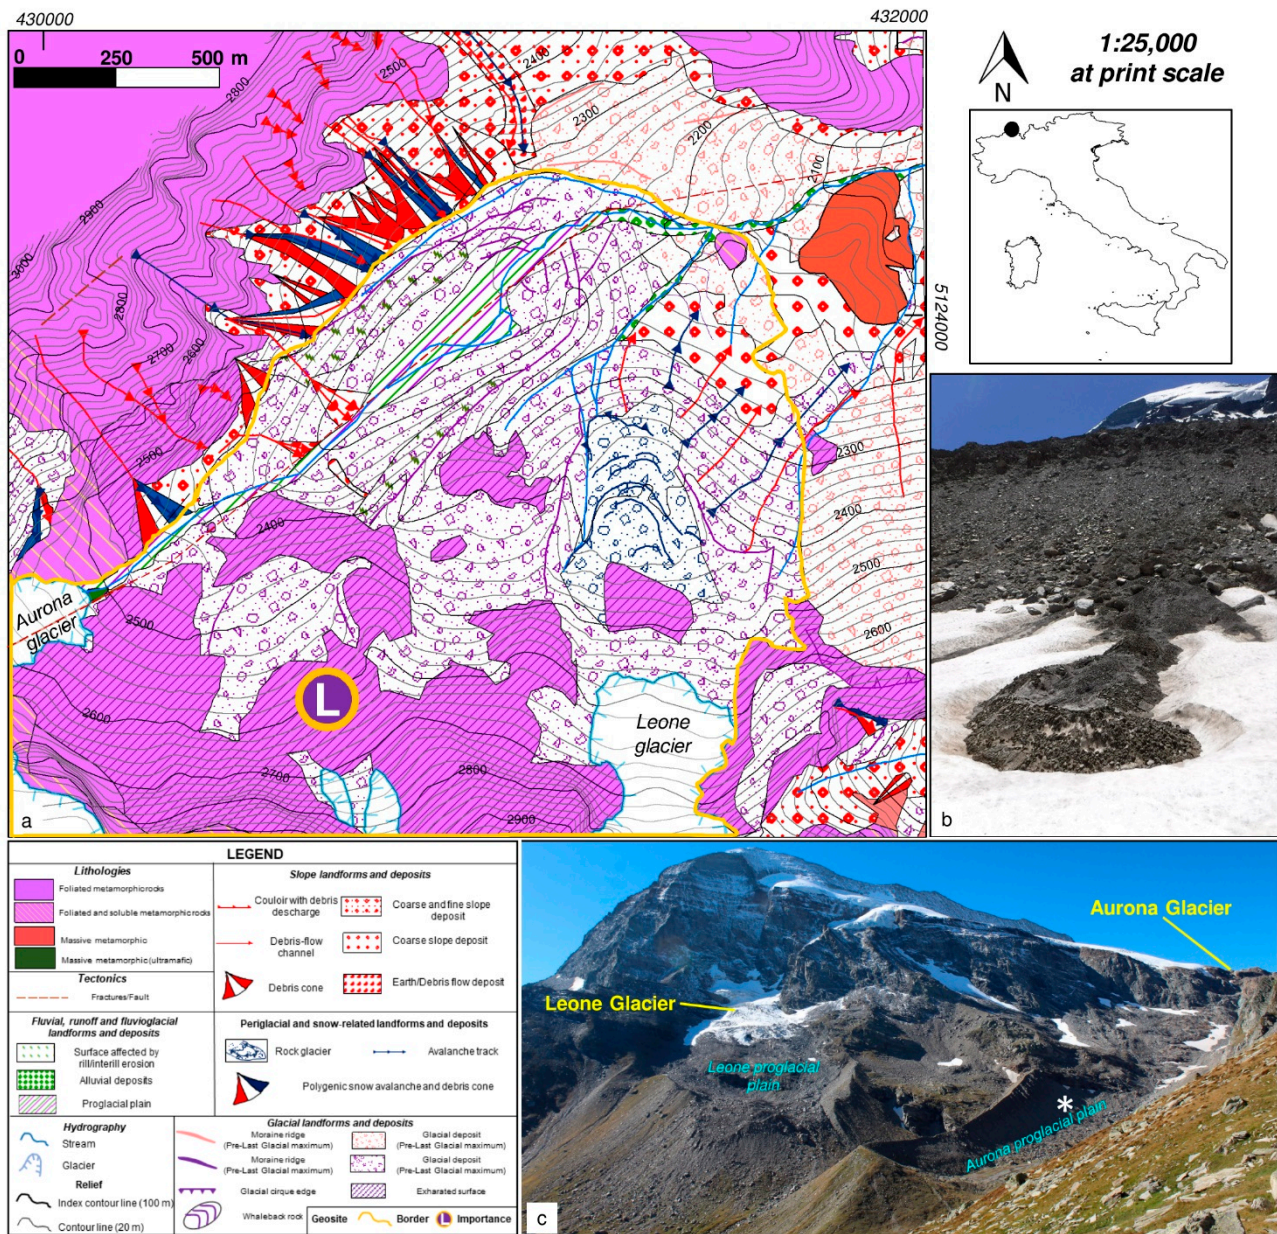 430000
432000
0 250 500 m
1:25,000
at print scale
N
2400
2500
2800
2300
2200
2100
2900
3000
2800
2700
2600
5124000
2500
2300
2400
2400
2500
Aurona
glacier
2500
2600
L
Leone
glacier
2600
2700
2800
2900
a
b
LEGEND
Lithologies
Foliated metamorphic rocks
Foliated and soluble metamorphic rocks
Massive metamorphic
Massive metamorphic (ultramafic)
Tectonics
Fractures/Fault
Fluvial, runoff and fluvioglacial
landforms and deposits
Surface affected by
rill/interill erosion
Alluvial deposits
Proglacial plain
Hydrography
Stream
Glacier
Relief
Index contour line (100 m)
Contour line (20 m)
Slope landforms and deposits
Couloir with debris
descharge
Coarse and fine slope
deposit
Debris-flow
channel
Coarse slope deposit
Debris cone
Earth/Debris flow deposit
Periglacial and snow-related landforms and deposits
Rock glacier
Avalanche track
Polygenic snow avalanche and debris cone
Glacial landforms and deposits
Moraine ridge
(Pre-Last Glacial maximum)
Glacial deposit
(Pre-Last Glacial maximum)
Moraine ridge
(Pre-Last Glacial maximum)
Glacial deposit
(Pre-Last Glacial maximum)
Glacial cirque edge
Exharated surface
Whaleback rock
Geosite
Border
L
Importance
Aurona
Glacier
Leone Glacier
Leone proglacial
plain
*
Aurona proglacial plain
c